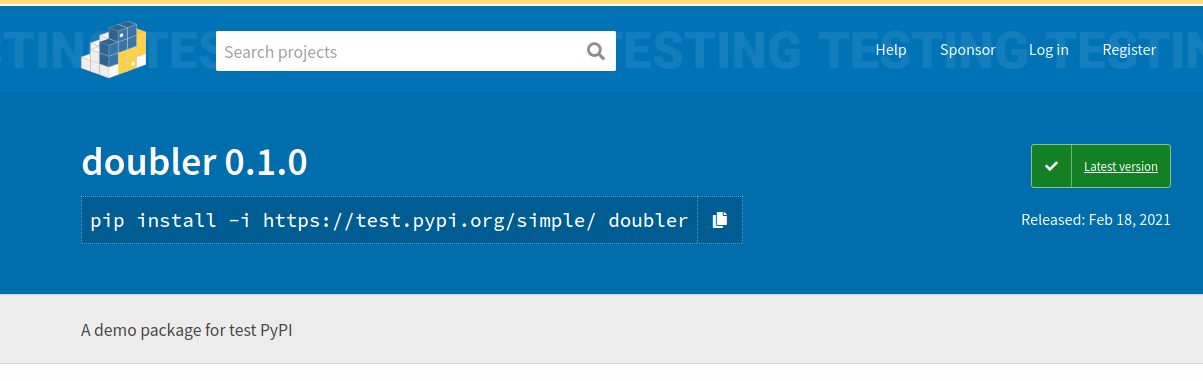 STING TESTING TESTING TESTING TESTIN
Search projects
Help Sponsor Log in Register
doubler 0.1.0
Latest version
pip install -i https://test.pypi.org/simple/ doubler
Released: Feb 18, 2021
A demo package for test PyPI